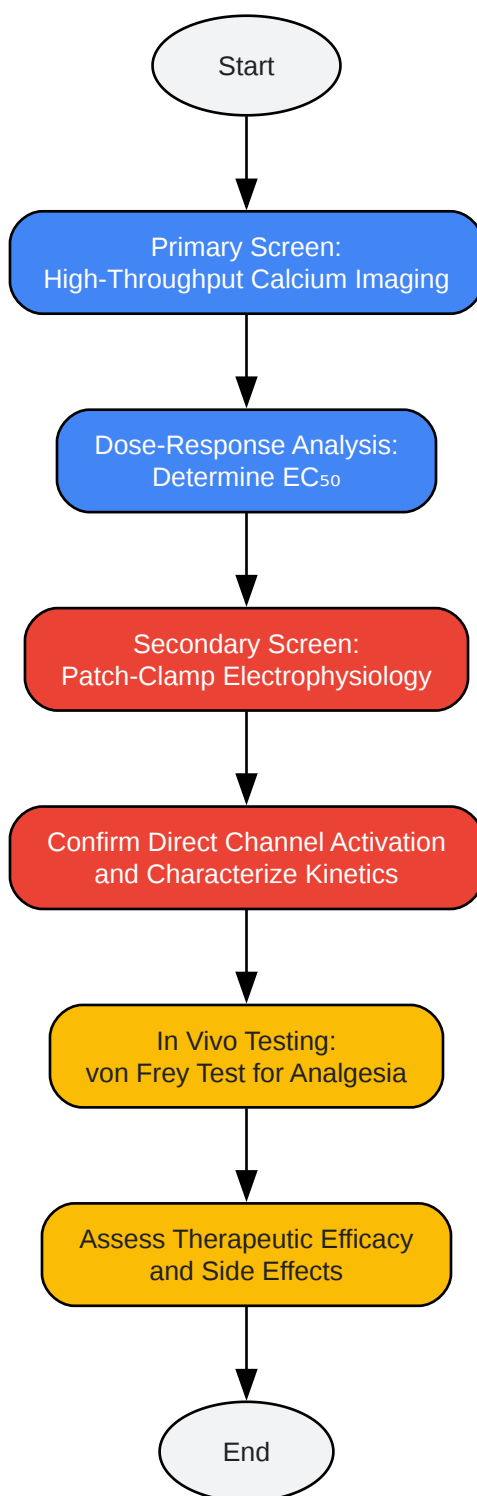 Start
Primary Screen:
High-Throughput Calcium Imaging
Dose-Response Analysis:
Determine EC₅₀
Secondary Screen:
Patch-Clamp Electrophysiology
Confirm Direct Channel Activation
and Characterize Kinetics
In Vivo Testing:
von Frey Test for Analgesia
Assess Therapeutic Efficacy
and Side Effects
End